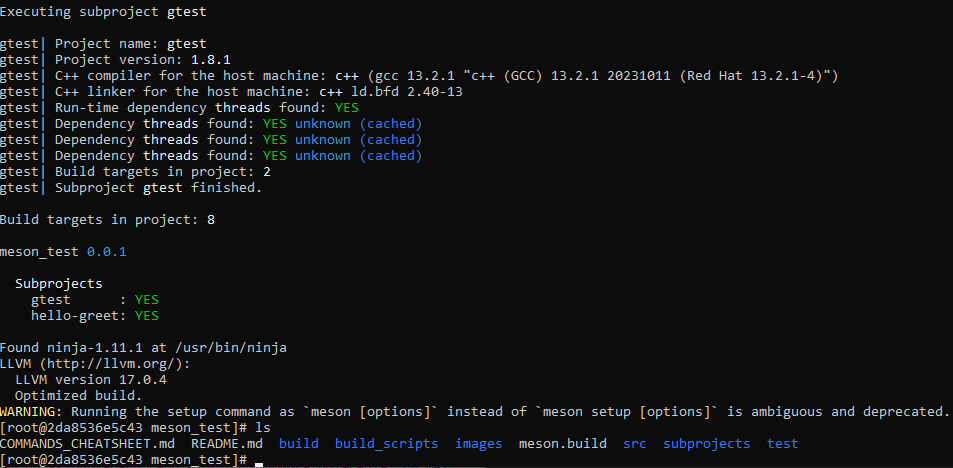 Executing subproject gtest
gtest| Project name: gtest
gtest| Project version: 1.8.1
gtest| C++ compiler for the host machine: c++ (gcc 13.2.1 "c++ (GCC) 13.2.1 20231011 (Red Hat 13.2.1-4)")
gtest| C++ linker for the host machine: c++ ld.bfd 2.40-13
gtest| Run-time dependency threads found: YES
gtest| Dependency threads found: YES unknown (cached)
gtest| Dependency threads found: YES unknown (cached)
gtest| Dependency threads found: YES unknown (cached)
gtest| Build targets in project: 2
gtest| Subproject gtest finished.
Build targets in project: 8
meson_test 0.0.1
Subprojects
gtest : YES
hello-greet: YES
Found ninja-1.11.1 at /usr/bin/ninja
LLVM (http://llvm.org/):
LLVM version 17.0.4
Optimized build.
WARNING: Running the setup command as `meson [options]` instead of `meson setup [options]` is ambiguous and deprecated.
[root@2da8536e5c43 meson_test]# ls
COMMANDS_CHEATSHEET.md README.md build build_scripts images meson.build src subprojects test
[root@2da8536e5c43 meson_test]#